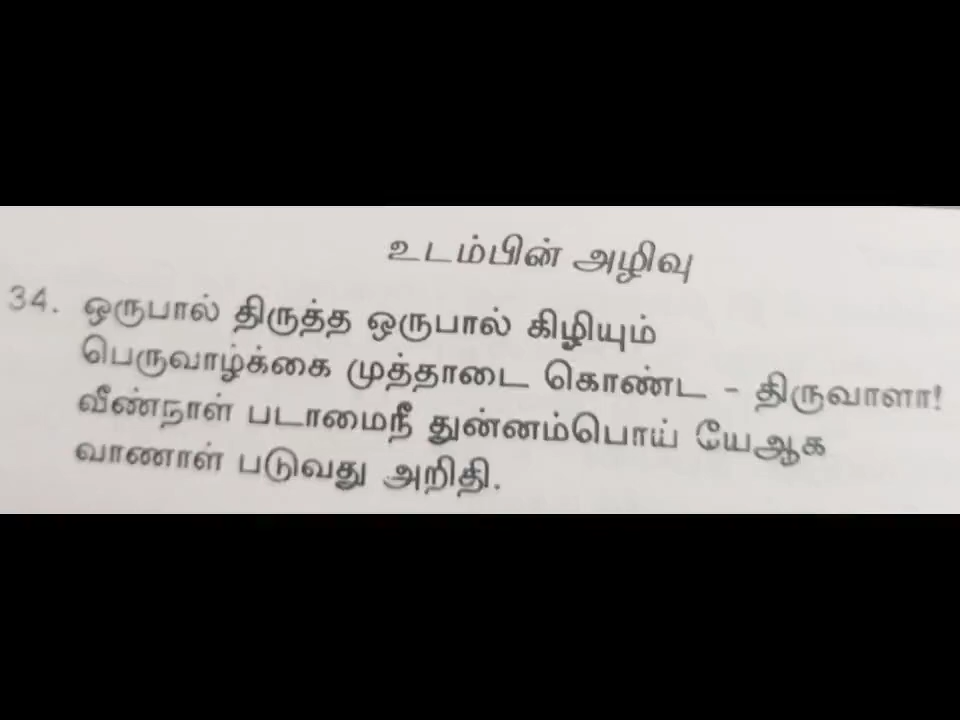 உடம்பின் அழிவு
34. ஒருபால் திருத்த ஒருபால் கிழியும்
பெருவாழ்க்கை முத்தாடை கொண்ட - திருவாளா!
வீண்நாள் படாமைநீ துன்னம்பொய் யேஆக
வாணாள் படுவது அறிதி.